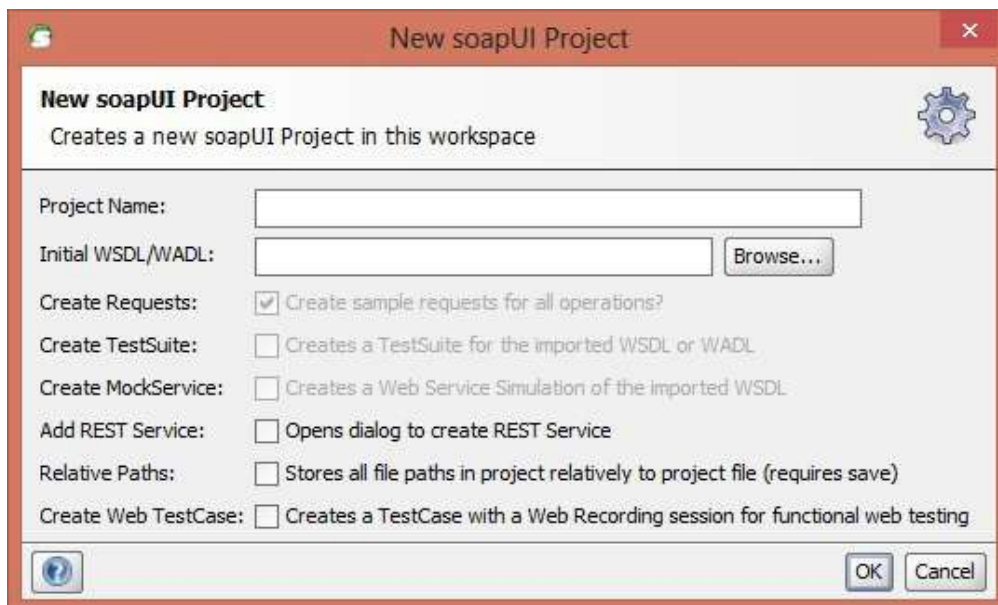 New soapUI Project
New soapUI Project
Creates a new soapUI Project in this workspace
Project Name:
Initial WSDL/WADL: Browse...
Create Requests: Create sample requests for all operations?
Create TestSuite: Creates a TestSuite for the imported WSDL or WADL
Create MockService: Creates a Web Service Simulation of the imported WSDL
Add REST Service: Opens dialog to create REST Service
Relative Paths: Stores all file paths in project relatively to project file (requires save)
Create Web TestCase: Creates a TestCase with a Web Recording session for functional web testing
OK Cancel